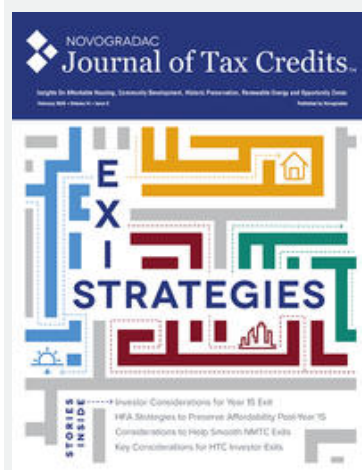 NOVOGRADAC
Journal of Tax Credits™
Insights On Affordable Housing, Community Development, Historic Preservation, Renewable Energy and Opportunity Zones
Published by Novogradac
EXIT
STRATEGIES
STORIES INSIDE
Investor Considerations for Year 15 Exit
HFA Strategies to Preserve Affordability Post-Year 15
Considerations to Help Smooth NMTC Exits
Key Considerations for HTC Investor Exits